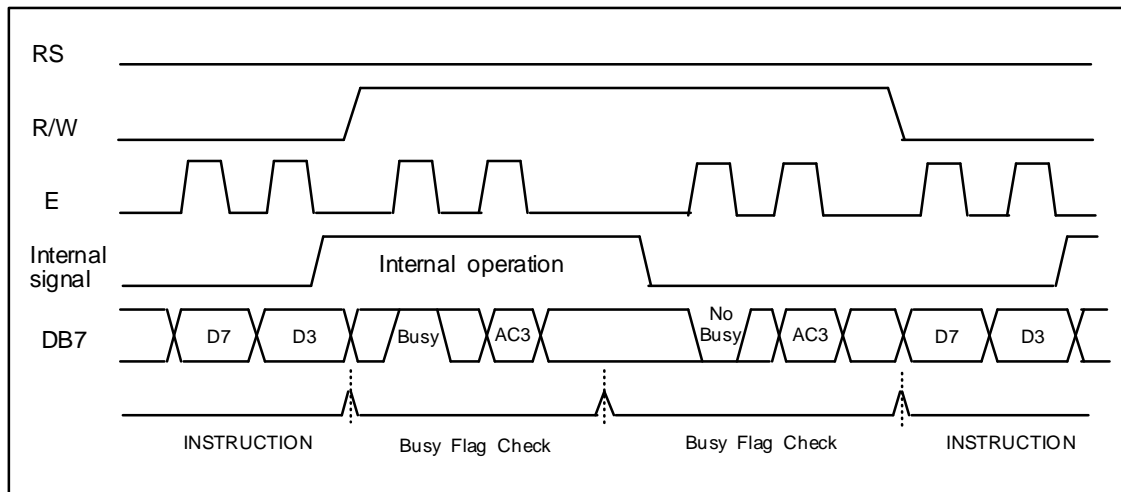 RS
R/W
E
Internal
signal
Internal operation
DB7
D7
D3
Busy
AC3
No
Busy
AC3
D7
D3
INSTRUCTION
Busy Flag Check
Busy Flag Check
INSTRUCTION